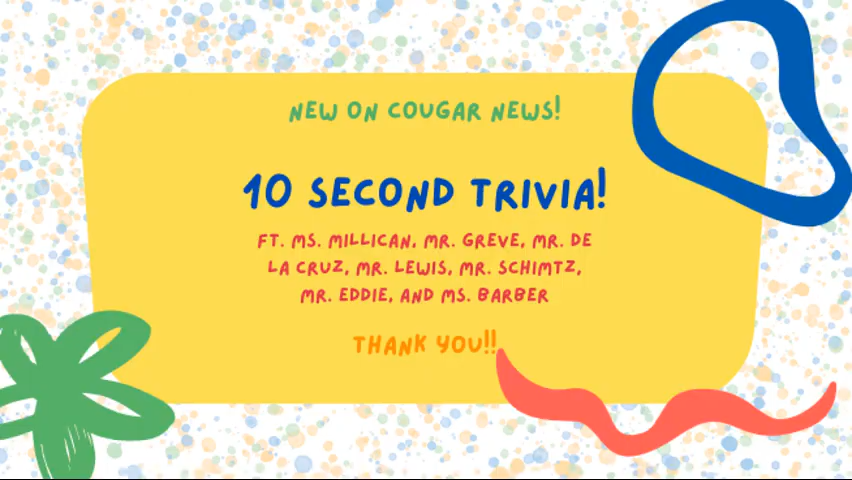 NEW ON COUGAR NEWS!
10 SECOND TRIVIA!
FT. MS. MILLICAN, MR. GREVE, MR. DE
LA CRUZ, MR. LEWIS, MR. SCHIMTZ,
MR. EDDIE, AND MS. BARBER
THANK YOU!!